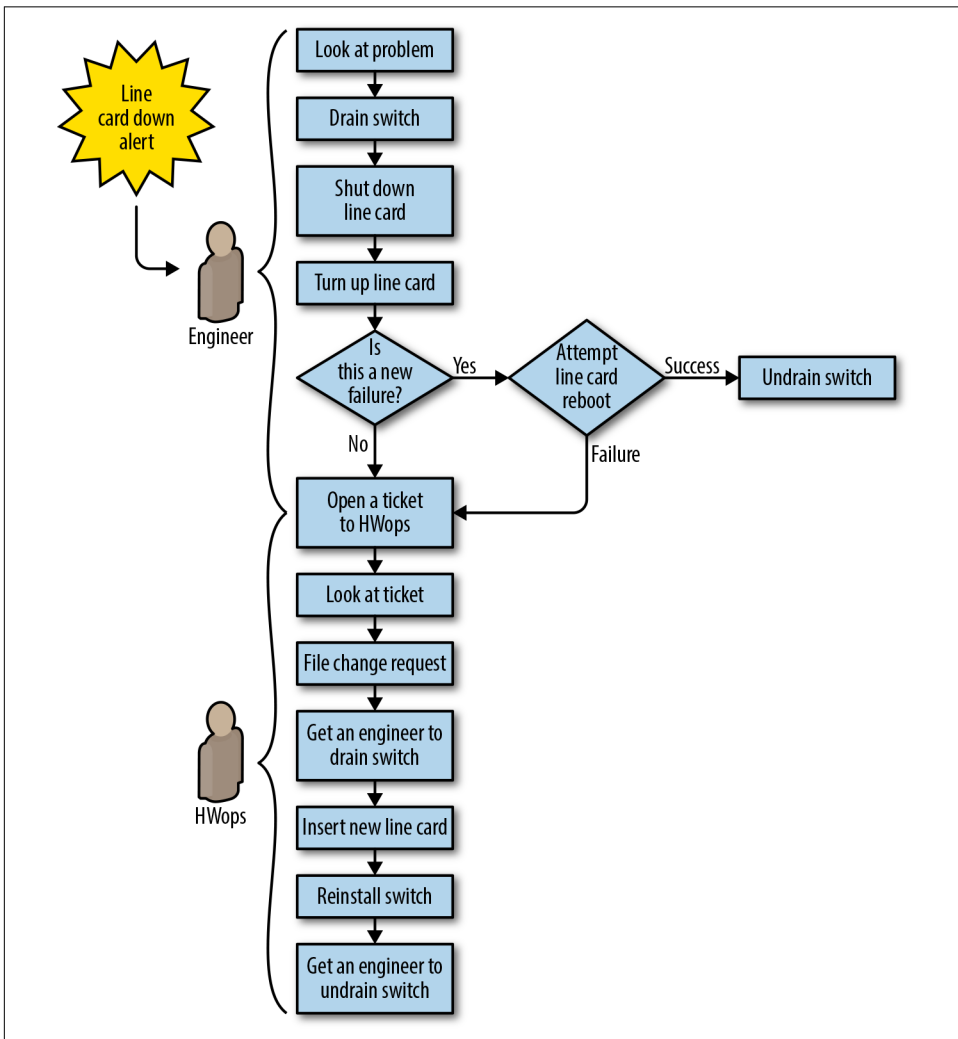 Line
card down
alert
Engineer
Look at problem
Drain switch
Shut down
line card
Turn up line card
Is
this a new
failure?
Yes
Attempt
line card
reboot
Success
Undrain switch
No
Failure
Open a ticket
to HWops
Look at ticket
File change request
Get an engineer to
drain switch
HWops
Insert new line card
Reinstall switch
Get an engineer to
undrain switch